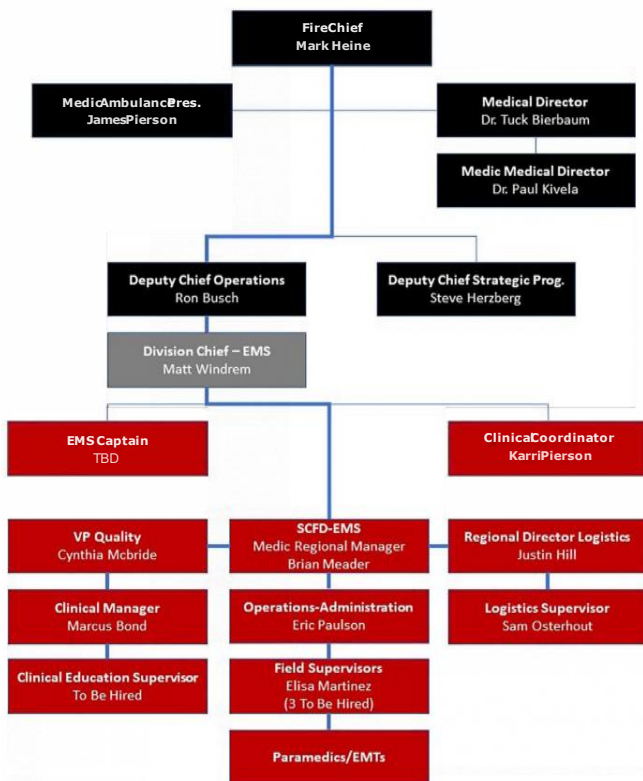 FireChief
Mark Heine
MedicAmbulancePres.
JamesPierson
Medical Director
Dr. Tuck Bierbaum
Medic Medical Director
Dr. Paul Kivela
Deputy Chief Operations
Ron Busch
Deputy Chief Strategic Prog.
Steve Herzberg
Division Chief – EMS
Matt Windrem
EMS Captain
TBD
ClinicalCoordinator
KarriPierson
VP Quality
Cynthia Mcbride
SCFD-EMS
Medic Regional Manager
Brian Meader
Regional Director Logistics
Justin Hill
Clinical Manager
Marcus Bond
Operations-Administration
Eric Paulson
Logistics Supervisor
Sam Osterhout
Clinical Education Supervisor
To Be Hired
Field Supervisors
Elisa Martinez
(3 To Be Hired)
Paramedics/EMTs